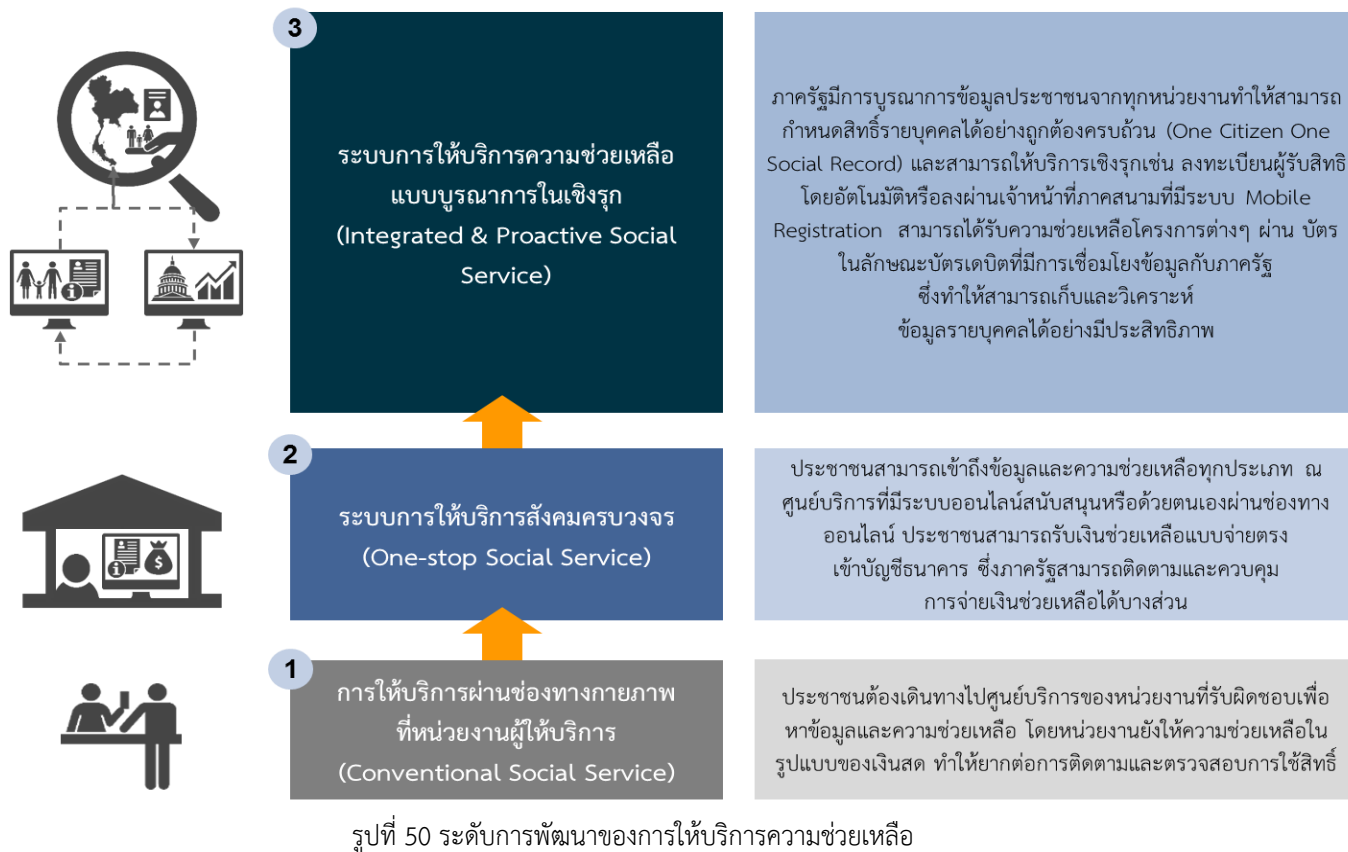 3
ระบบการให้บริการความช่วยเหลือ
แบบบูรณาการในเชิงรุก
(Integrated & Proactive Social
Service)
ภาครัฐมีการบูรณาการข้อมูลประชาชนจากทุกหน่วยงานทำให้สามารถ
กำหนดสิทธิ์รายบุคคลได้อย่างถูกต้องครบถ้วน (One Citizen One
Social Record) และสามารถให้บริการเชิงรุกเช่น ลงทะเบียนผู้รับสิทธิ
โดยอัตโนมัติหรือลงผ่านเจ้าหน้าที่ภาคสนามที่มีระบบ Mobile
Registration สามารถได้รับความช่วยเหลือโครงการต่างๆ ผ่าน บัตร
ในลักษณะบัตรเดบิตที่มีการเชื่อมโยงข้อมูลกับภาครัฐ
ซึ่งทำให้สามารถเก็บและวิเคราะห์
ข้อมูลรายบุคคลได้อย่างมีประสิทธิภาพ
2
ระบบการให้บริการสังคมครบวงจร
(One-stop Social Service)
ประชาชนสามารถเข้าถึงข้อมูลและความช่วยเหลือทุกประเภท ณ
ศูนย์บริการที่มีระบบออนไลน์สนับสนุนหรือด้วยตนเองผ่านช่องทาง
ออนไลน์ ประชาชนสามารถรับเงินช่วยเหลือแบบจ่ายตรง
เข้าบัญชีธนาคาร ซึ่งภาครัฐสามารถติดตามและควบคุม
การจ่ายเงินช่วยเหลือได้บางส่วน
1
การให้บริการผ่านช่องทางกายภาพ
ที่หน่วยงานผู้ให้บริการ
(Conventional Social Service)
ประชาชนต้องเดินทางไปศูนย์บริการของหน่วยงานที่รับผิดชอบเพื่อ
หาข้อมูลและความช่วยเหลือ โดยหน่วยงานยังให้ความช่วยเหลือใน
รูปแบบของเงินสด ทำให้ยากต่อการติดตามและตรวจสอบการใช้สิทธิ์
รูปที่ 50 ระดับการพัฒนาของการให้บริการความช่วยเหลือ